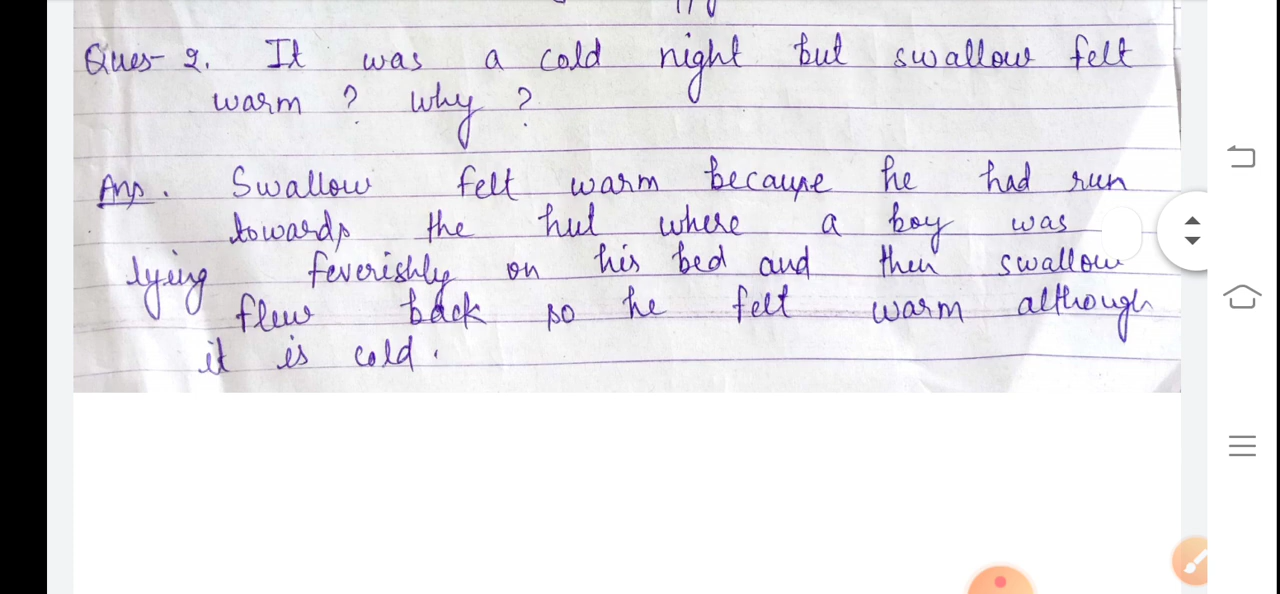 Ques- 2. It was a cold night but swallow felt
warm ? why ?
Ans. Swallow felt warm because he had run
towards the hut where a boy was
lying feverishly on his bed and then swallow
flew back so he felt warm although
it is cold.